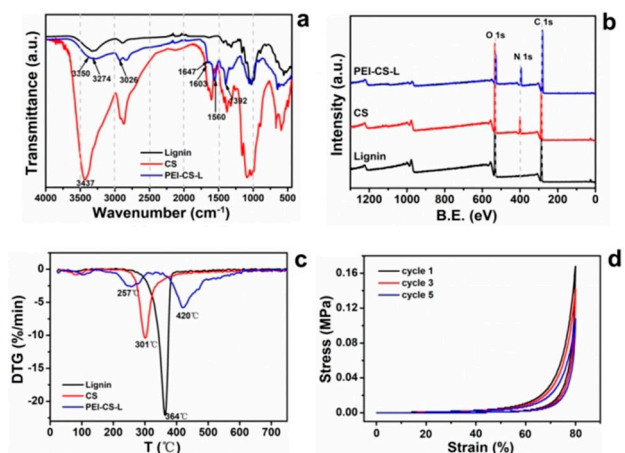 a
Transmittance (a.u.)
3350
3274
3026
1647
1603
1560
1392
3437
Lignin
CS
PEI-CS-L
4000 3500 3000 2500 2000 1500 1000 500
Wavenumber (cm-1)
b
Intensity (a.u.)
C 1s
O 1s
N 1s
PEI-CS-L
CS
Lignin
1200 1000 800 600 400 200 0
B.E. (eV)
c
DTG (%/min)
0
-5
-10
-15
-20
257℃
420℃
301℃
364℃
Lignin
CS
PEI-CS-L
100 200 300 400 500 600 700
T (℃)
d
Stress (MPa)
0.16
0.12
0.08
0.04
0.00
cycle 1
cycle 3
cycle 5
0 20 40 60 80
Strain (%)